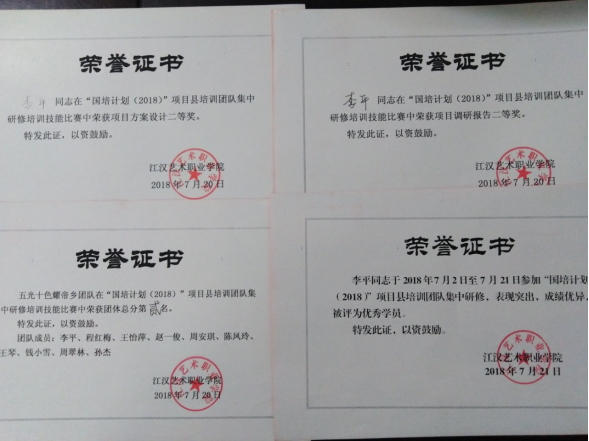 荣誉证书
李平 同志在“国培计划（2018）”项目县培训团队集中
研修培训技能比赛中荣获项目方案设计二等奖。
特发此证，以资鼓励。
江汉艺术职业学院
2018年7月20日
荣誉证书
李平 同志在“国培计划（2018）”项目县培训团队集中
研修培训技能比赛中荣获项目调研报告二等奖。
特发此证，以资鼓励。
江汉艺术职业学院
2018年7月20日
荣誉证书
五光十色耀帝乡团队在“国培计划（2018）”项目县培训团队集
中研修培训技能比赛中荣获团体总分第贰名。
特发此证，以资鼓励。
团队成员：李平、程红梅、王怡萍、赵一俊、周安琪、陈凤玲、
王琴、钱小雪、周翠林、孙杰
江汉艺术职业学院
2018年7月20日
荣誉证书
李平同志于2018年7月2日至7月21日参加“国培计划
（2018）”项目县培训团队集中研修，表现突出，成绩优异，
被评为优秀学员。
特发此证，以资鼓励。
江汉艺术职业学院
2018年7月21日